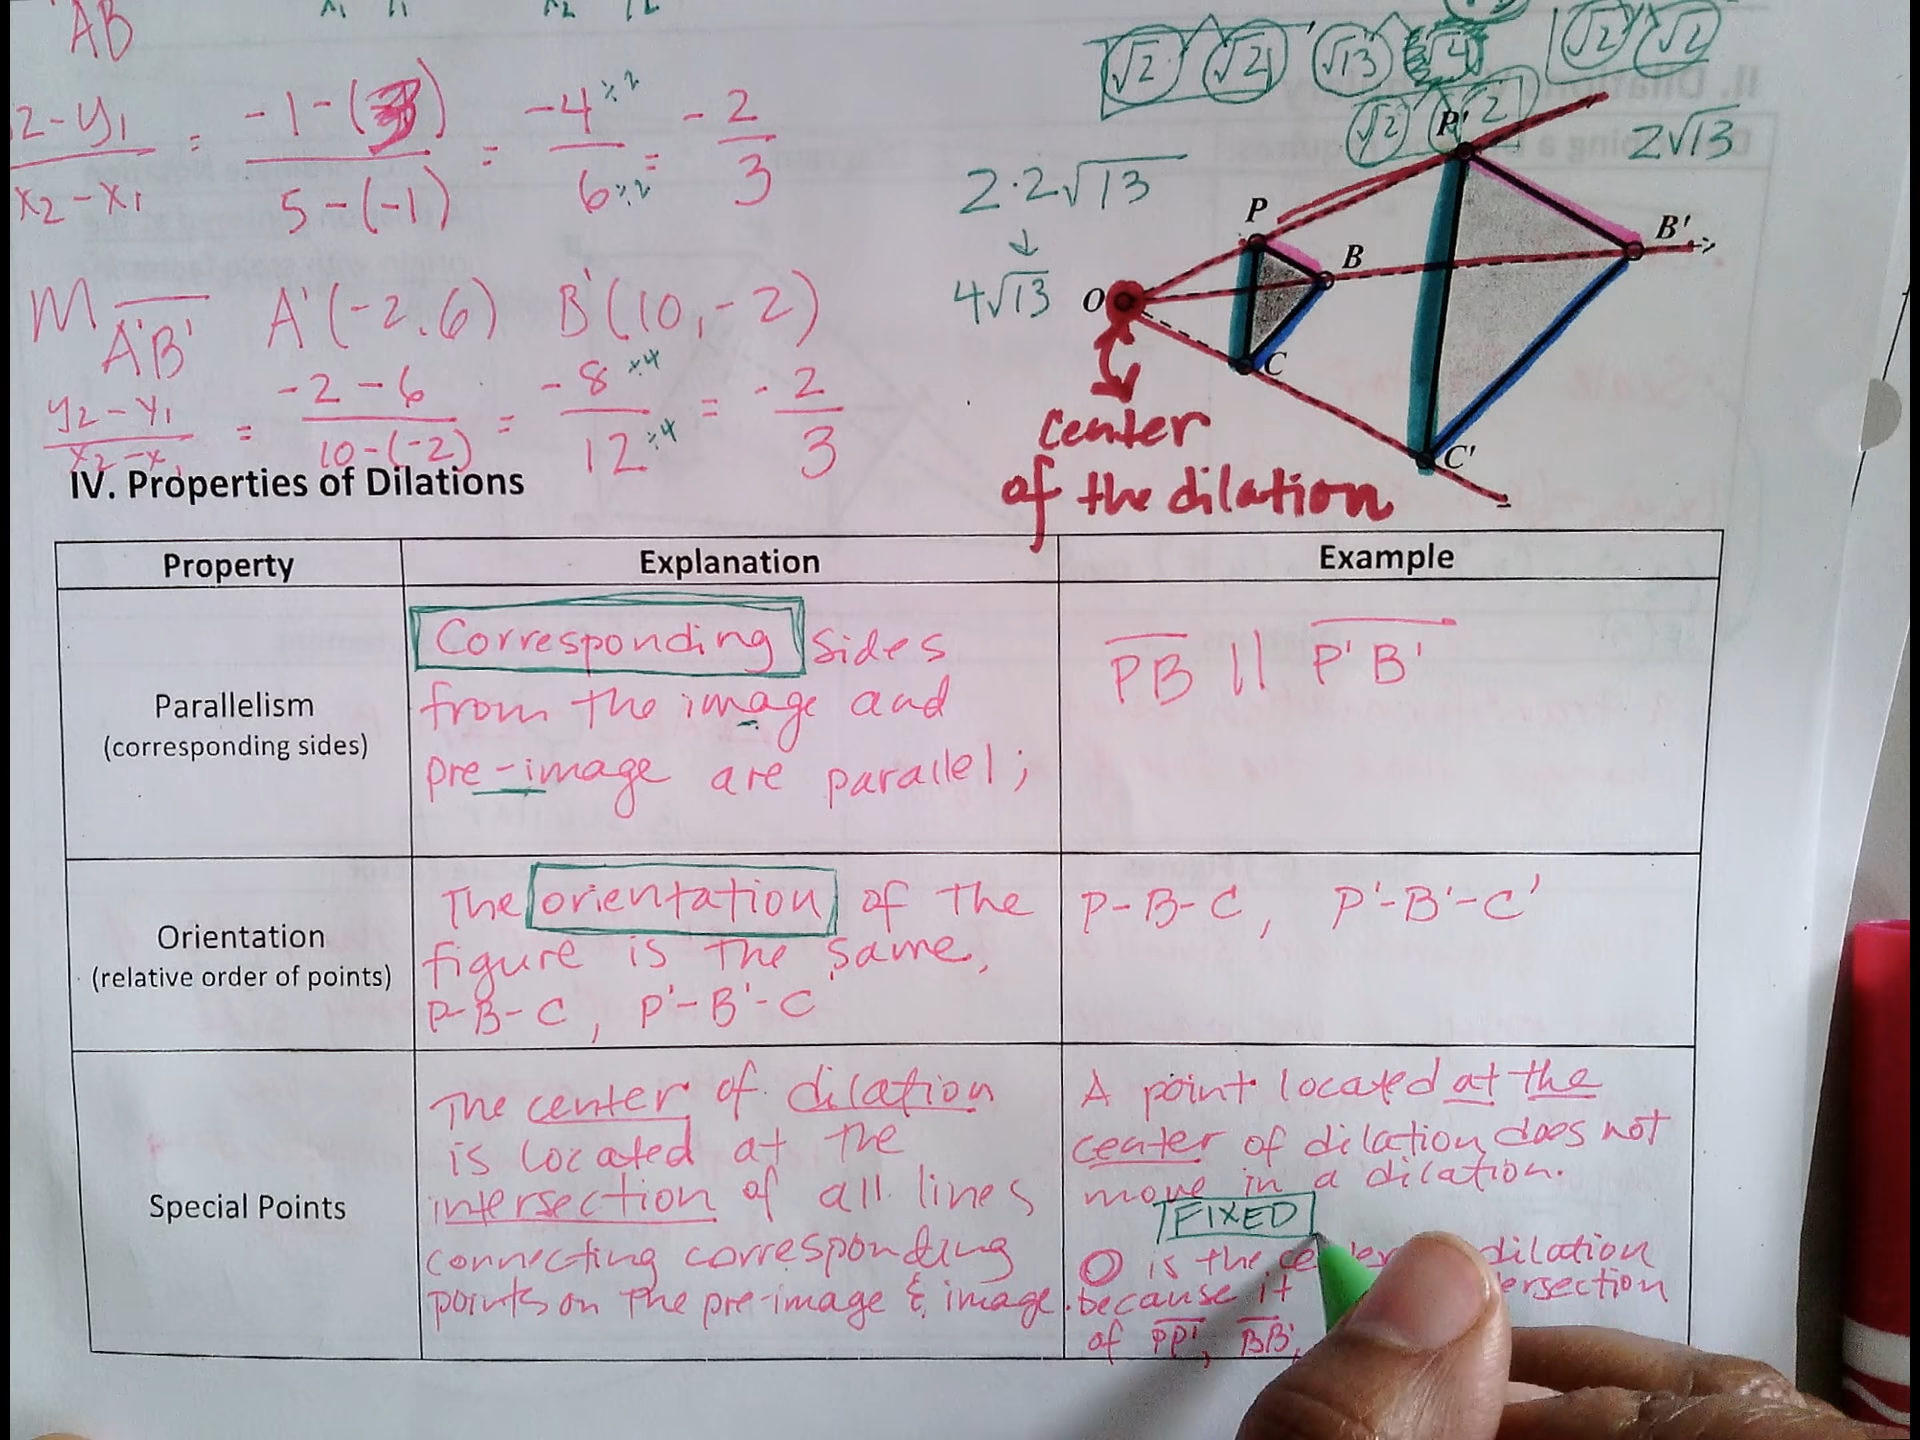 AB
2-y1 / x2-x1 = -1-(3) / 5-(-1) = -4÷2 / 6÷2 = -2/3
√2 √2 √13 √4 √2 √2
√2 √2
2·2√13
↓
4√13
2√13
P P' B B' O C C'
center
of the dilation
M A'B' A'(-2,6) B'(10,-2)
y2-y1 / x2-x1 = -2-6 / 10-(-2) = -8÷4 / 12÷4 = -2/3
IV. Properties of Dilations
Property Explanation Example
Parallelism
(corresponding sides)
Corresponding sides
from the image and
pre-image are parallel;
PB || P'B'
Orientation
(relative order of points)
The orientation of the
figure is the same,
P-B-C, P'-B'-C'
P-B-C, P'-B'-C'
Special Points
The center of dilation
is located at the
intersection of all lines
connecting corresponding
points on the pre-image & image.
A point located at the
center of dilation does not
move in a dilation.
FIXED
O is the dilation
because it
of PP', BB',